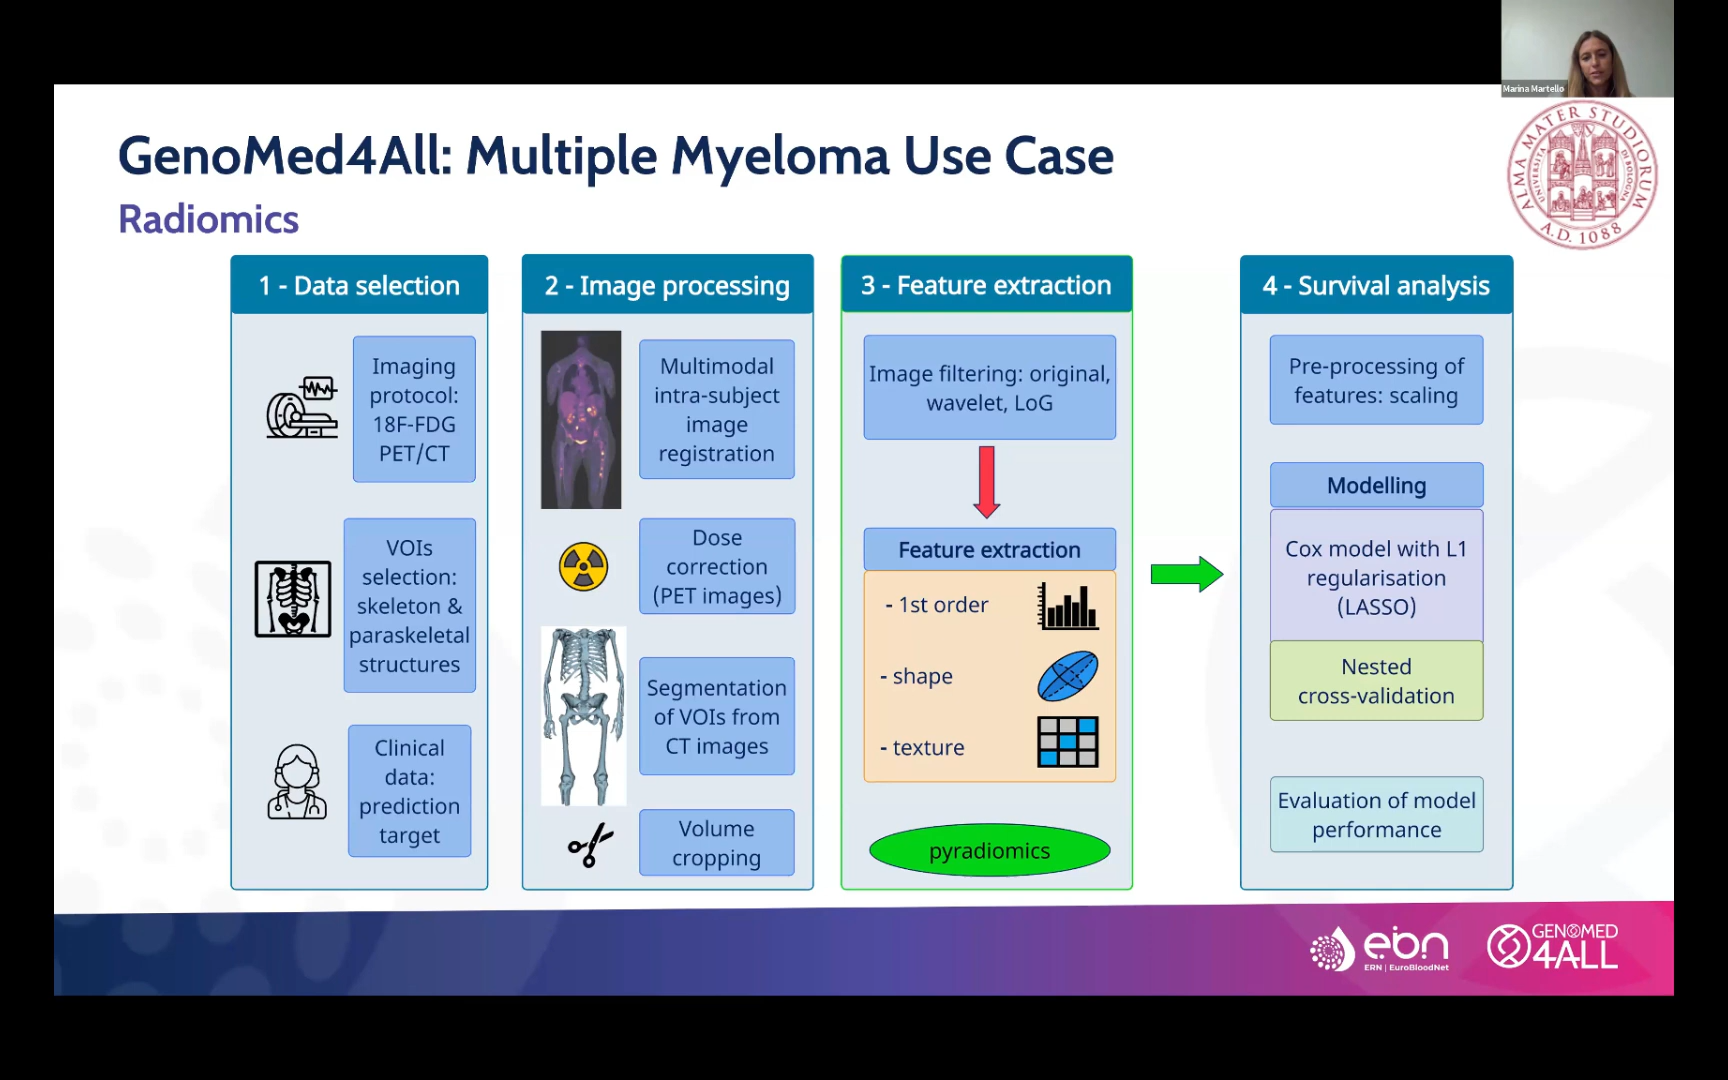 Marina Martello
GenoMed4All: Multiple Myeloma Use Case
Radiomics
ALMA MATER STUDIORUM
A.D. 1088
1 - Data selection
Imaging
protocol:
18F-FDG
PET/CT
VOIs
selection:
skeleton &
paraskeletal
structures
Clinical
data:
prediction
target
2 - Image processing
Multimodal
intra-subject
image
registration
Dose
correction
(PET images)
Segmentation
of VOIs from
CT images
Volume
cropping
3 - Feature extraction
Image filtering: original,
wavelet, LoG
Feature extraction
- 1st order
- shape
- texture
pyradiomics
4 - Survival analysis
Pre-processing of
features: scaling
Modelling
Cox model with L1
regularisation
(LASSO)
Nested
cross-validation
Evaluation of model
performance
ebn
ERN | EuroBloodNet
GENOMED
4ALL